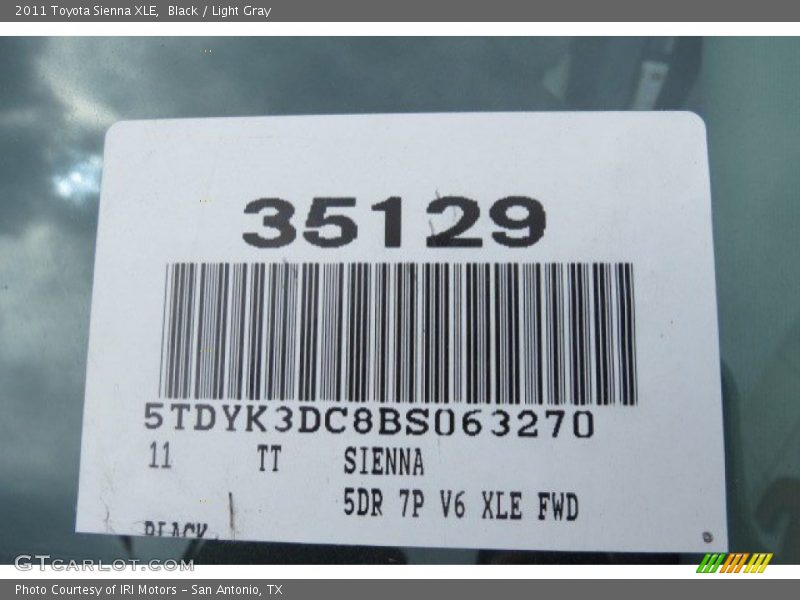 2011 Toyota Sienna XLE,  Black / Light Gray
35129
5TDYK3DC8BS063270
11 TT SIENNA
5DR 7P V6 XLE FWD
BLACK
GTCARLOT.COM
Photo Courtesy of IRI Motors – San Antonio, TX